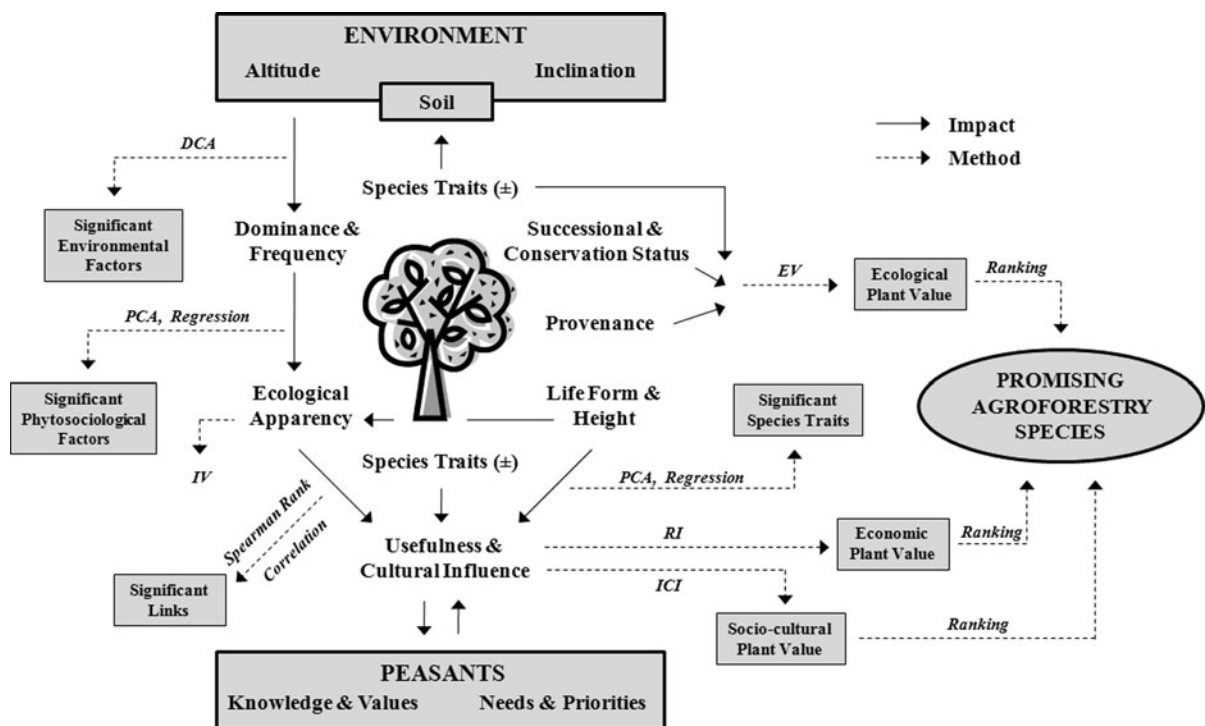 ENVIRONMENT
Altitude
Inclination
Soil
Impact
Method
DCA
Species Traits (±)
Significant
Environmental
Factors
Dominance &
Frequency
Successional &
Conservation Status
EV
Ecological
Plant Value
Ranking
PCA, Regression
Provenance
Significant
Phytosociological
Factors
Ecological
Apparency
Life Form &
Height
Significant
Species Traits
PROMISING
AGROFORESTRY
SPECIES
IV
Species Traits (±)
PCA, Regression
Spearman Rank
Correlation
Usefulness &
Cultural Influence
RI
Economic
Plant Value
Ranking
ICI
Significant
Links
Socio-cultural
Plant Value
Ranking
PEASANTS
Knowledge & Values
Needs & Priorities